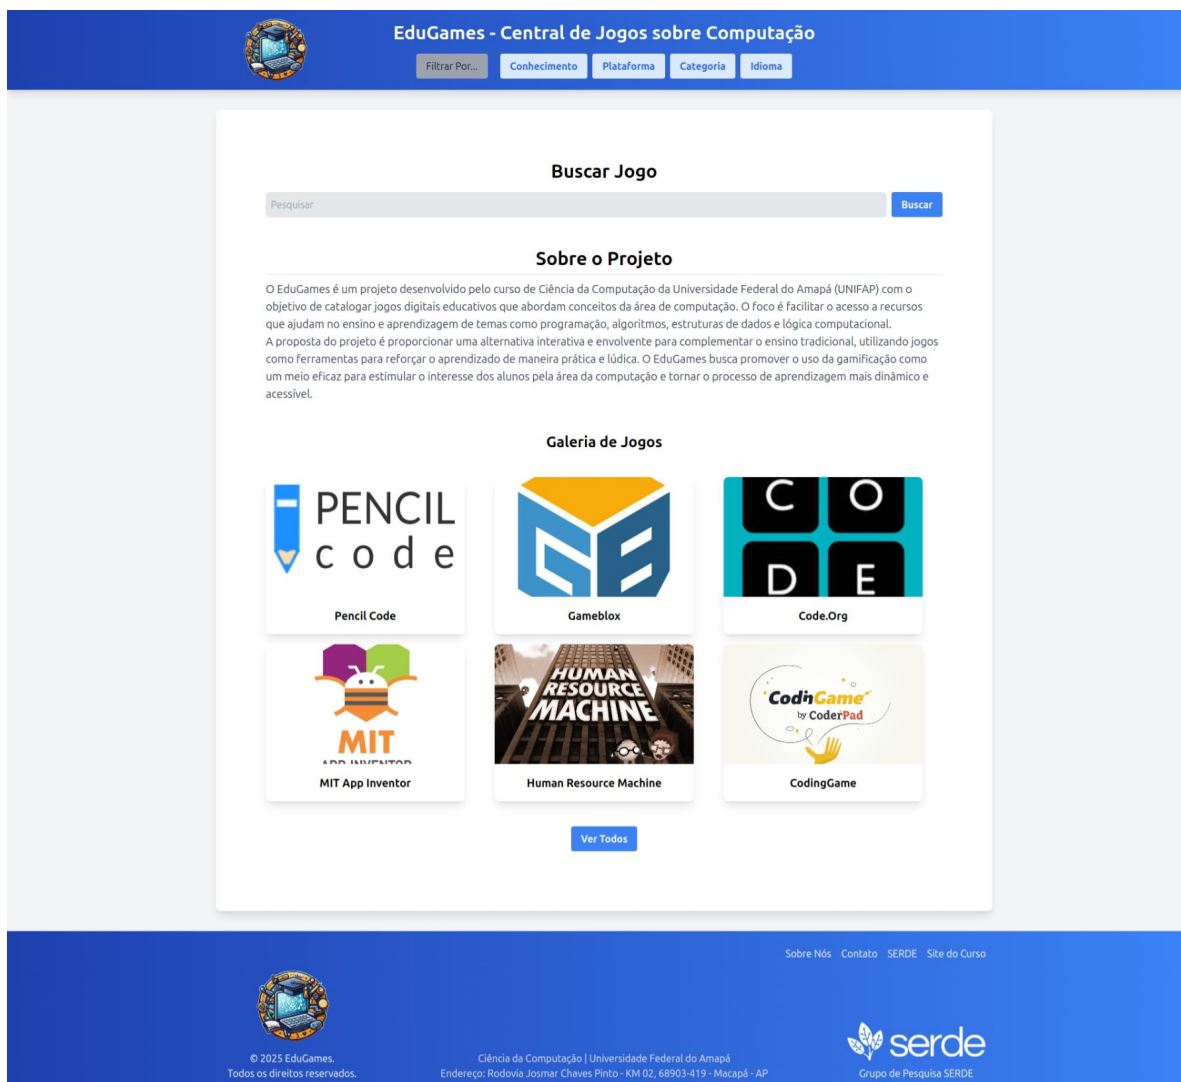 EduGames - Central de Jogos sobre Computação
Filtrar Por... Conhecimento Plataforma Categoria Idioma
Buscar Jogo
Pesquisar Buscar
Sobre o Projeto
O EduGames é um projeto desenvolvido pelo curso de Ciência da Computação da Universidade Federal do Amapá (UNIFAP) com o
objetivo de catalogar jogos digitais educativos que abordam conceitos da área de computação. O foco é facilitar o acesso a recursos
que ajudam no ensino e aprendizagem de temas como programação, algoritmos, estruturas de dados e lógica computacional.
A proposta do projeto é proporcionar uma alternativa interativa e envolvente para complementar o ensino tradicional, utilizando jogos
como ferramentas para reforçar o aprendizado de maneira prática e lúdica. O EduGames busca promover o uso da gamificação como
um meio eficaz para estimular o interesse dos alunos pela área da computação e tornar o processo de aprendizagem mais dinâmico e
acessível.
Galeria de Jogos
PENCIL
code
Pencil Code
GB
Gameblox
CO
DE
Code.Org
MIT
APP INVENTOR
MIT App Inventor
HUMAN
RESOURCE
MACHINE
Human Resource Machine
CodinGame
by CoderPad
CodingGame
Ver Todos
Sobre Nós Contato SERDE Site do Curso
© 2025 EduGames.
Todos os direitos reservados.
Ciência da Computação | Universidade Federal do Amapá
Endereço: Rodovia Josmar Chaves Pinto - KM 02, 68903-419 - Macapá - AP
serde
Grupo de Pesquisa SERDE